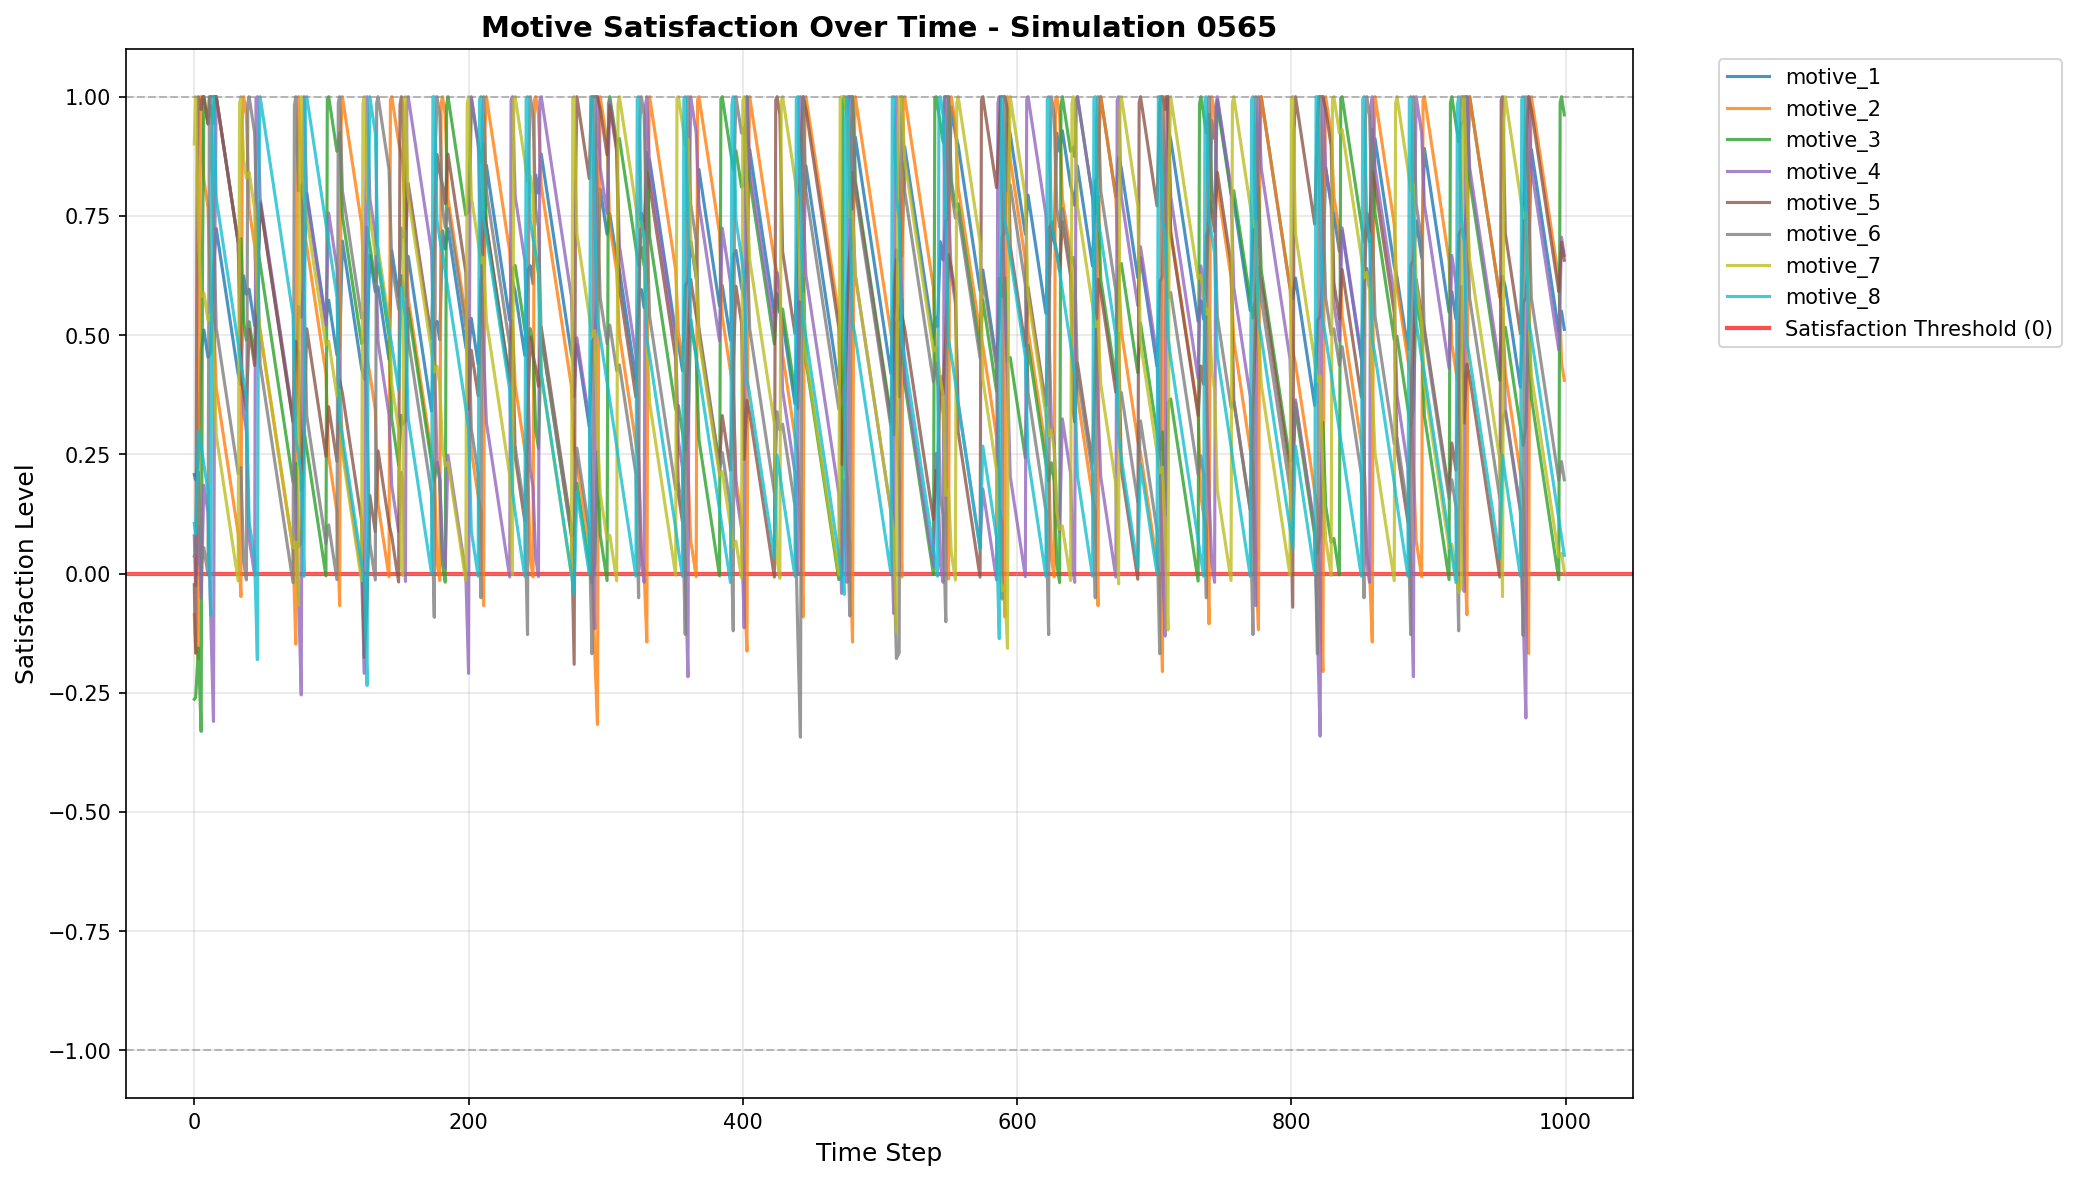 Motive Satisfaction Over Time - Simulation 0565
1.00
0.75
0.50
0.25
0.00
−0.25
−0.50
−0.75
−1.00
Satisfaction Level
0 200 400 600 800 1000
Time Step
motive_1
motive_2
motive_3
motive_4
motive_5
motive_6
motive_7
motive_8
Satisfaction Threshold (0)